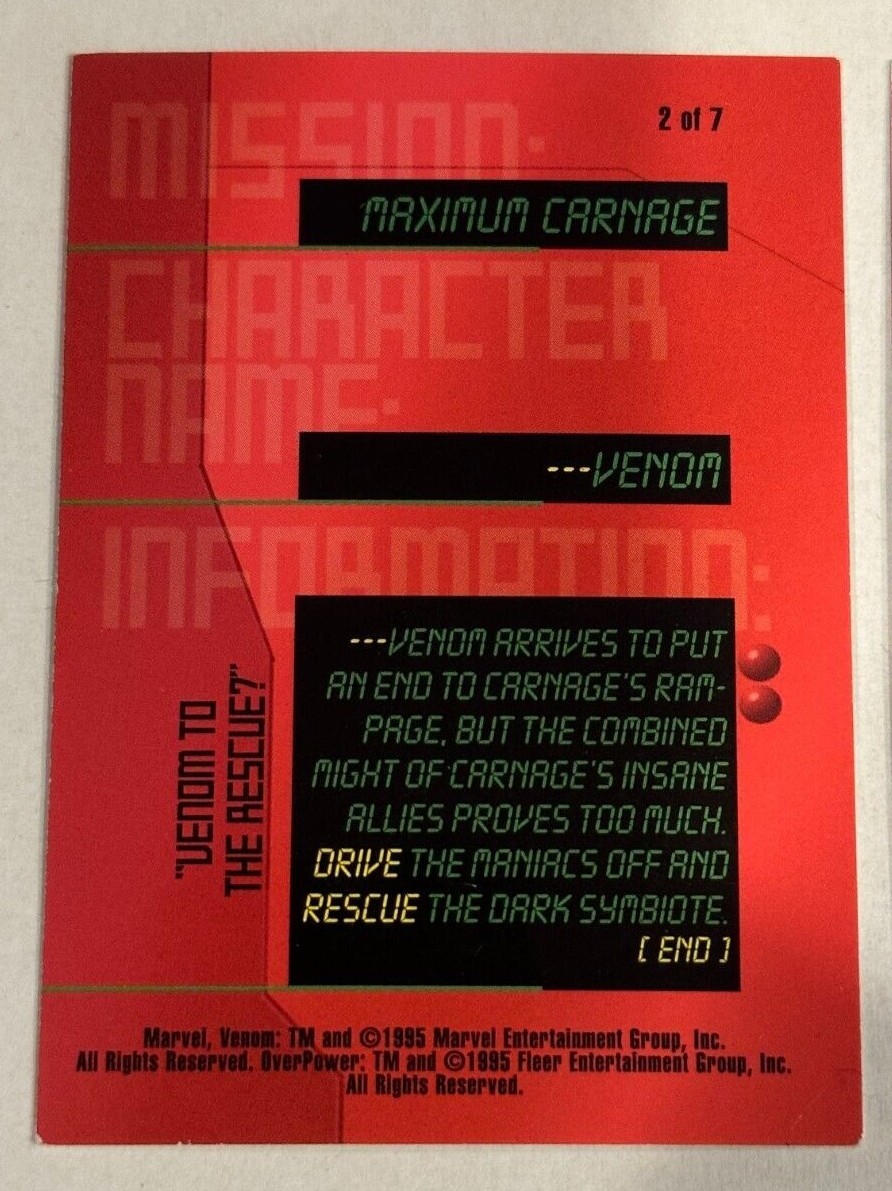 2 of 7
MISSION:
MAXIMUM CARNAGE
CHARACTER
NAME:
---VENOM
INFORMATION:
---VENOM ARRIVES TO PUT
AN END TO CARNAGE'S RAM-
PAGE, BUT THE COMBINED
MIGHT OF CARNAGE'S INSANE
ALLIES PROVES TOO MUCH.
DRIVE THE MANIACS OFF AND
RESCUE THE DARK SYMBIOTE.
[ END ]
"VENOM TO
THE RESCUE?"
Marvel, Venom: TM and ©1995 Marvel Entertainment Group, Inc.
All Rights Reserved. OverPower: TM and ©1995 Fleer Entertainment Group, Inc.
All Rights Reserved.